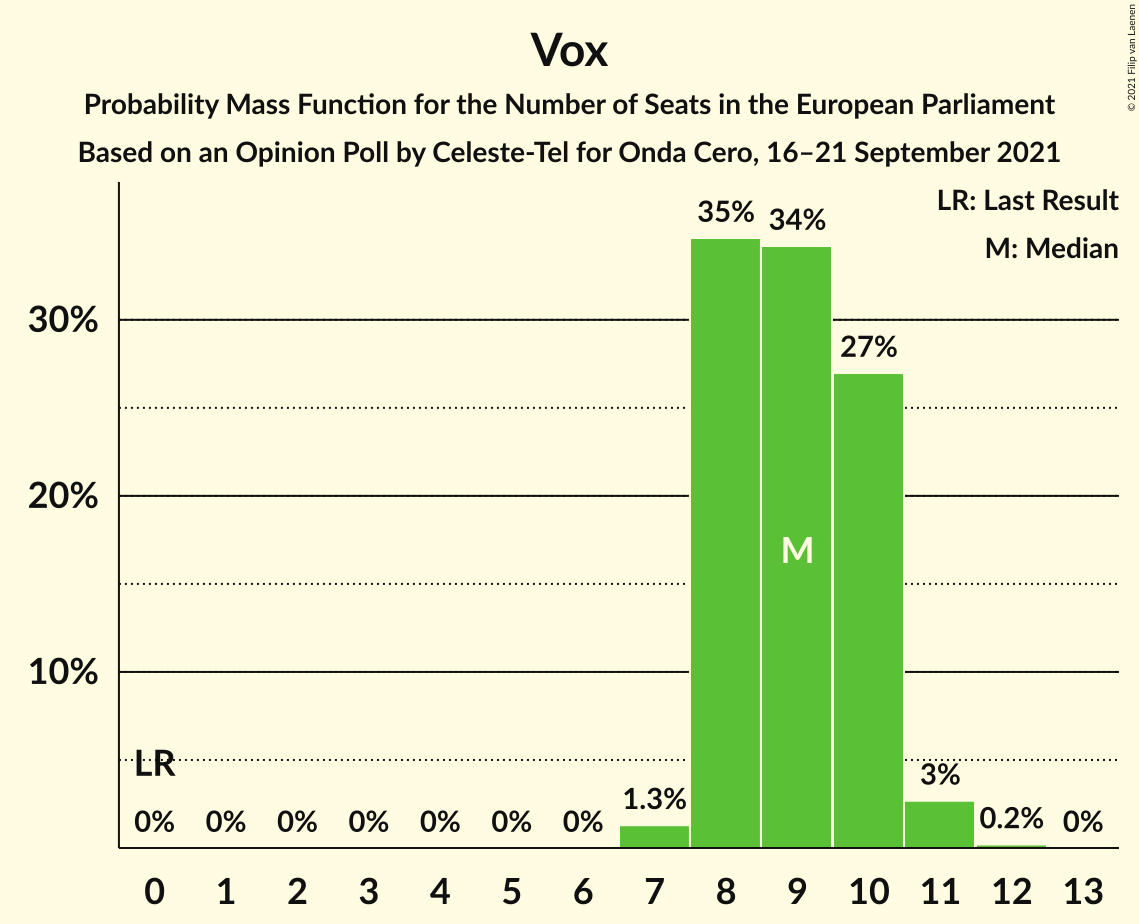 Vox
Probability Mass Function for the Number of Seats in the European Parliament
Based on an Opinion Poll by Celeste-Tel for Onda Cero, 16–21 September 2021
© 2021 Filip van Laenen
LR: Last Result
M: Median
35%
34%
30%
27%
20%
M
10%
LR
3%
1.3%
0% 0% 0% 0% 0% 0% 0%
0.2% 0%
0 1 2 3 4 5 6 7 8 9 10 11 12 13